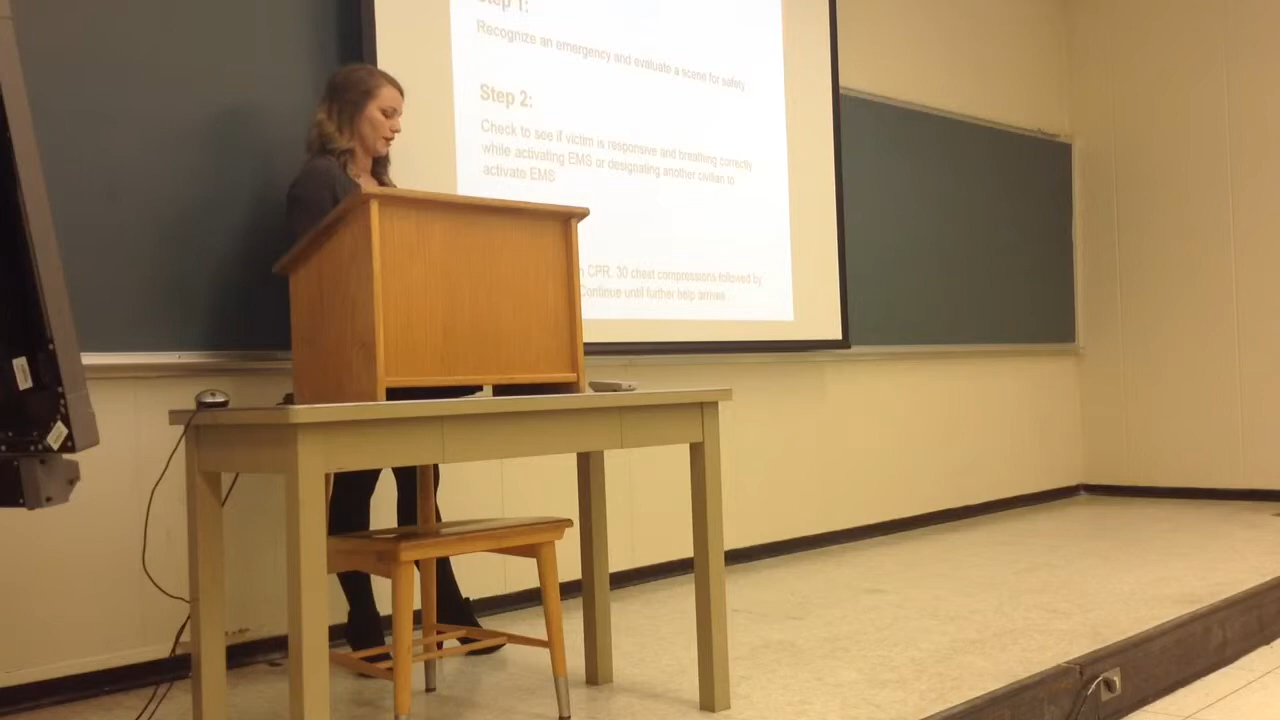 Step 1:
Recognize an emergency and evaluate a scene for safety
Step 2:
Check to see if victim is responsive and breathing correctly
while activating EMS or designating another civilian to
activate EMS
CPR. 30 chest compressions followed by
Continue until further help arrives